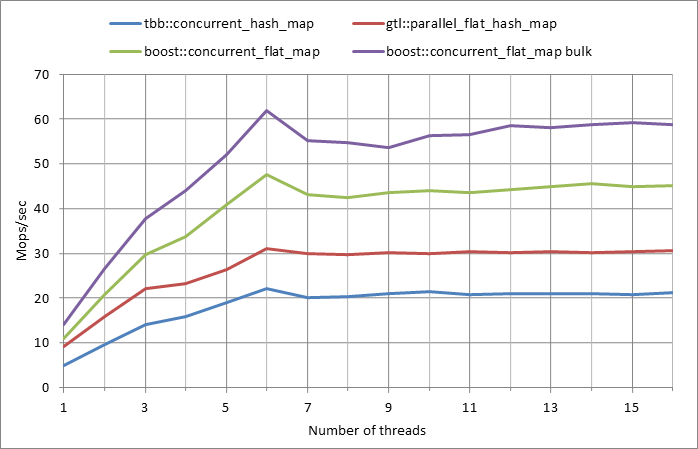 tbb::concurrent_hash_map gtl::parallel_flat_hash_map
boost::concurrent_flat_map boost::concurrent_flat_map bulk
70
60
50
40
30
20
10
0
Mops/sec
1 3 5 7 9 11 13 15
Number of threads